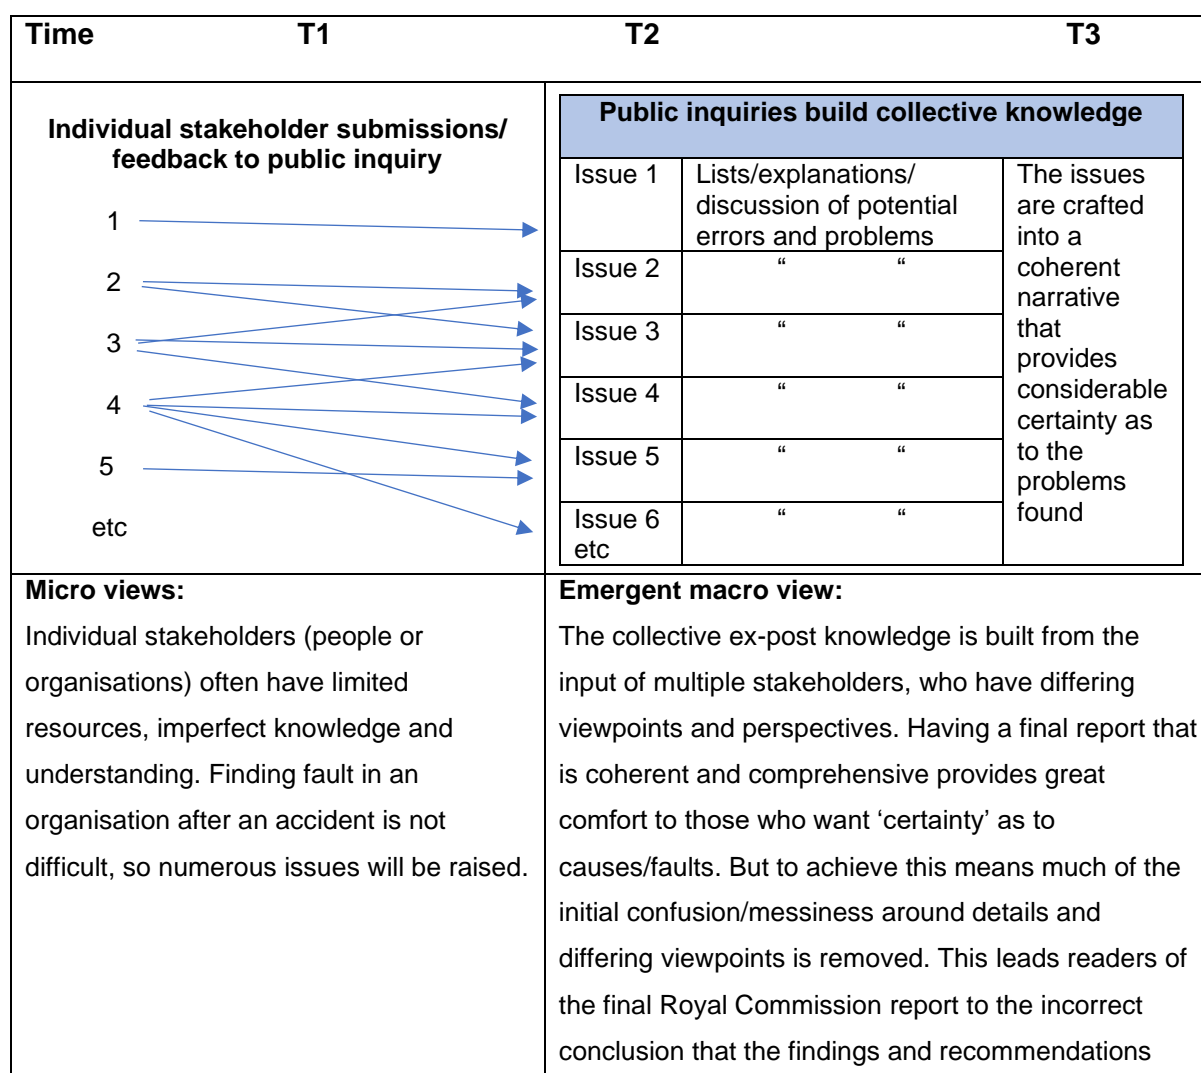 Time T1 T2 T3
Individual stakeholder submissions/
feedback to public inquiry
1
2
3
4
5
etc
Public inquiries build collective knowledge
Issue 1
Lists/explanations/
discussion of potential
errors and problems
Issue 2
“ “
Issue 3
“ “
Issue 4
“ “
Issue 5
“ “
Issue 6
etc
“ “
The issues
are crafted
into a
coherent
narrative
that
provides
considerable
certainty as
to the
problems
found
Micro views:
Individual stakeholders (people or
organisations) often have limited
resources, imperfect knowledge and
understanding. Finding fault in an
organisation after an accident is not
difficult, so numerous issues will be raised.
Emergent macro view:
The collective ex-post knowledge is built from the
input of multiple stakeholders, who have differing
viewpoints and perspectives. Having a final report that
is coherent and comprehensive provides great
comfort to those who want ‘certainty’ as to
causes/faults. But to achieve this means much of the
initial confusion/messiness around details and
differing viewpoints is removed. This leads readers of
the final Royal Commission report to the incorrect
conclusion that the findings and recommendations